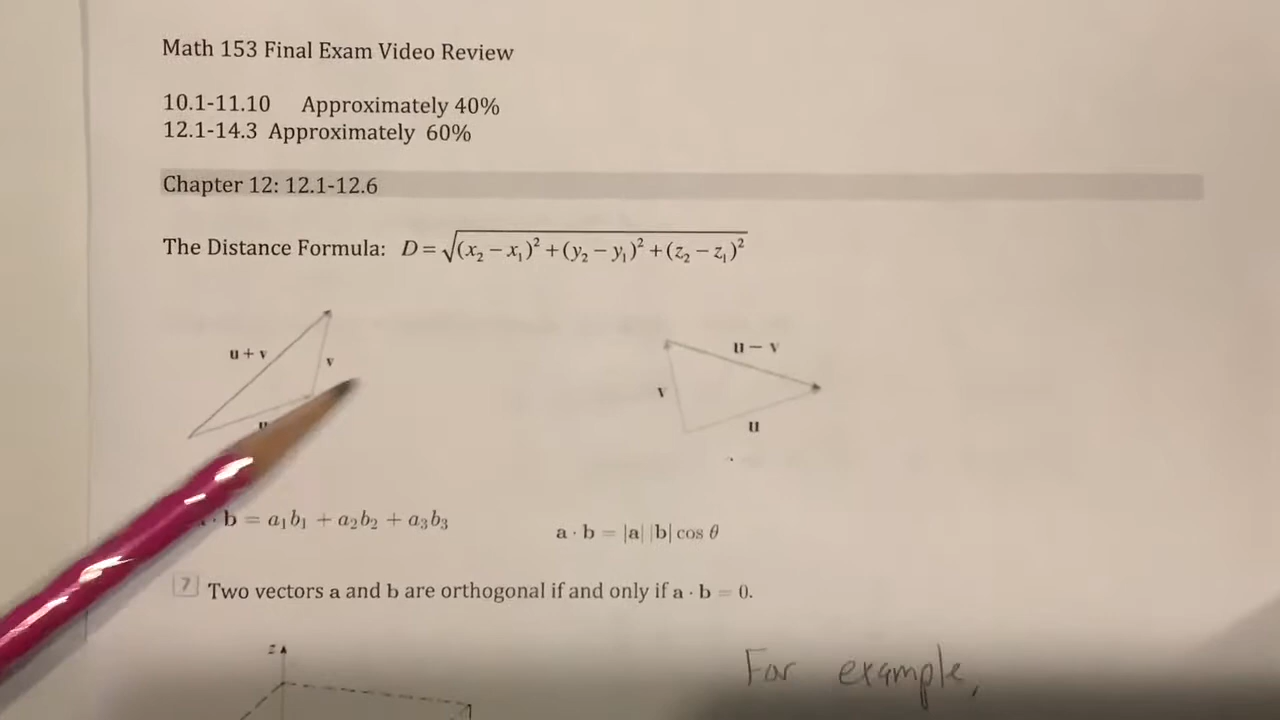 Math 153 Final Exam Video Review
10.1-11.10 Approximately 40%
12.1-14.3 Approximately 60%
Chapter 12: 12.1-12.6
The Distance Formula: D = √(x₂ − x₁)² + (y₂ − y₁)² + (z₂ − z₁)²
u + v
v
u − v
v
u
· b = a₁b₁ + a₂b₂ + a₃b₃
a · b = |a| |b| cos θ
7 Two vectors a and b are orthogonal if and only if a · b = 0.
z
For example,